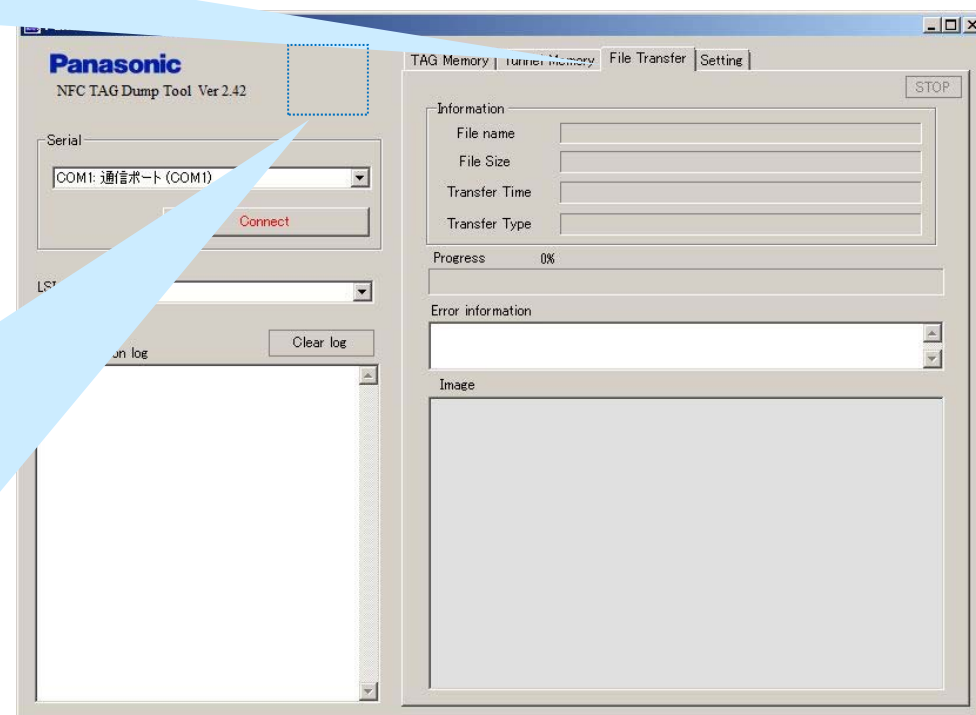 Panasonic
NFC TAG Dump Tool Ver 2.42
Serial
COM1: 通信ポート (COM1)
Connect
Clear log
log
TAG Memory
Tunnel Memory
File Transfer
Setting
STOP
Information
File name
File Size
Transfer Time
Transfer Type
Progress 0%
Error information
Image